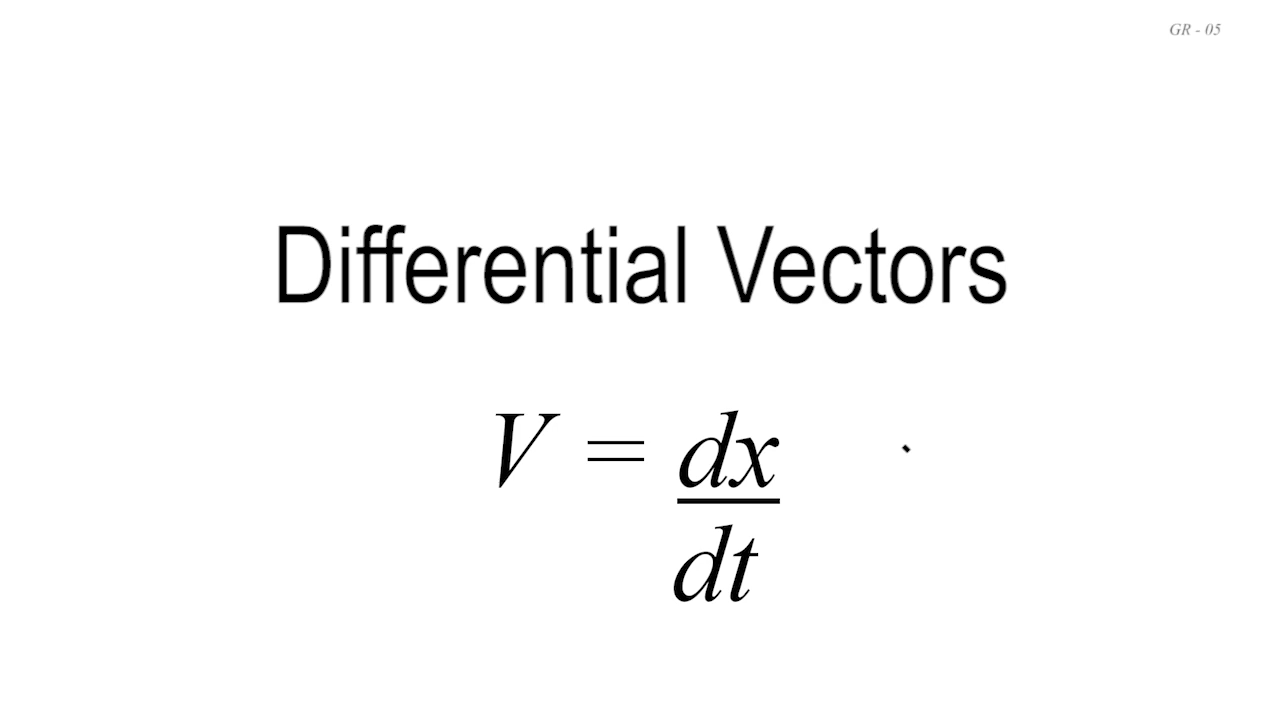 GR - 05
Differential Vectors
V = dx
dt